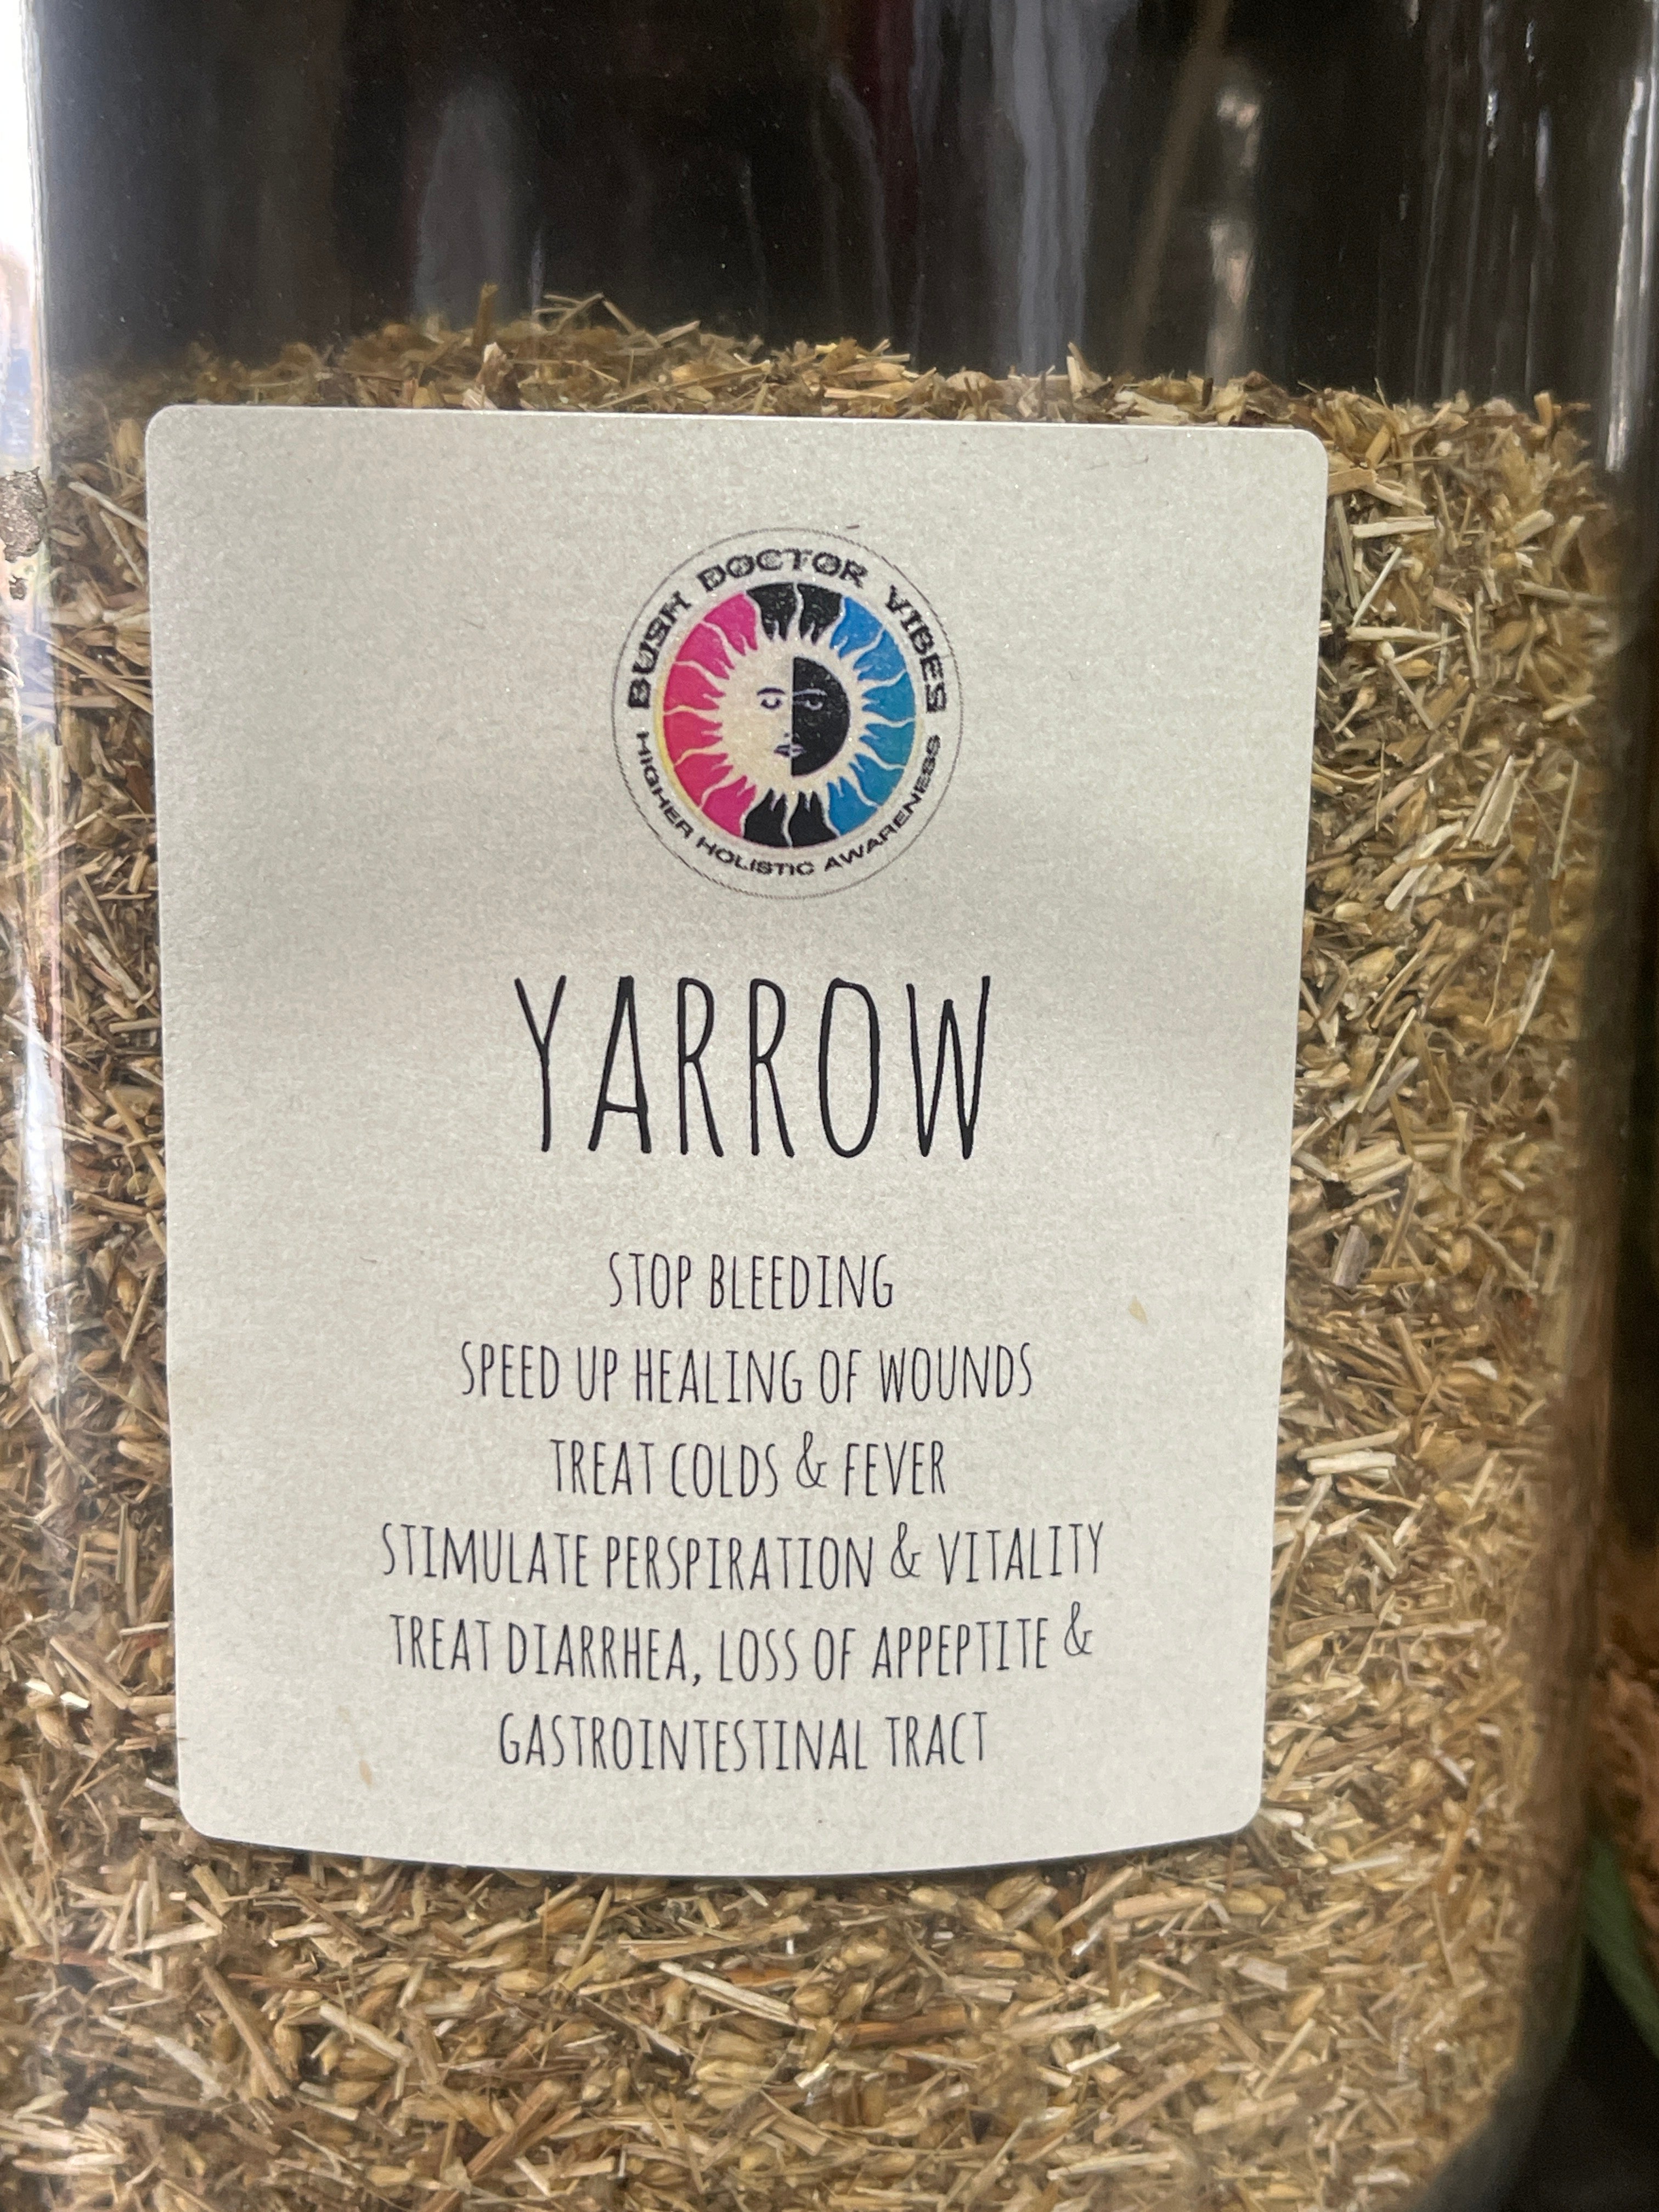 BUSH DOCTOR VIBES
HIGHER HOLISTIC AWARENESS
YARROW
STOP BLEEDING
SPEED UP HEALING OF WOUNDS
TREAT COLDS & FEVER
STIMULATE PERSPIRATION & VITALITY
TREAT DIARRHEA, LOSS OF APPEPTITE &
GASTROINTESTINAL TRACT